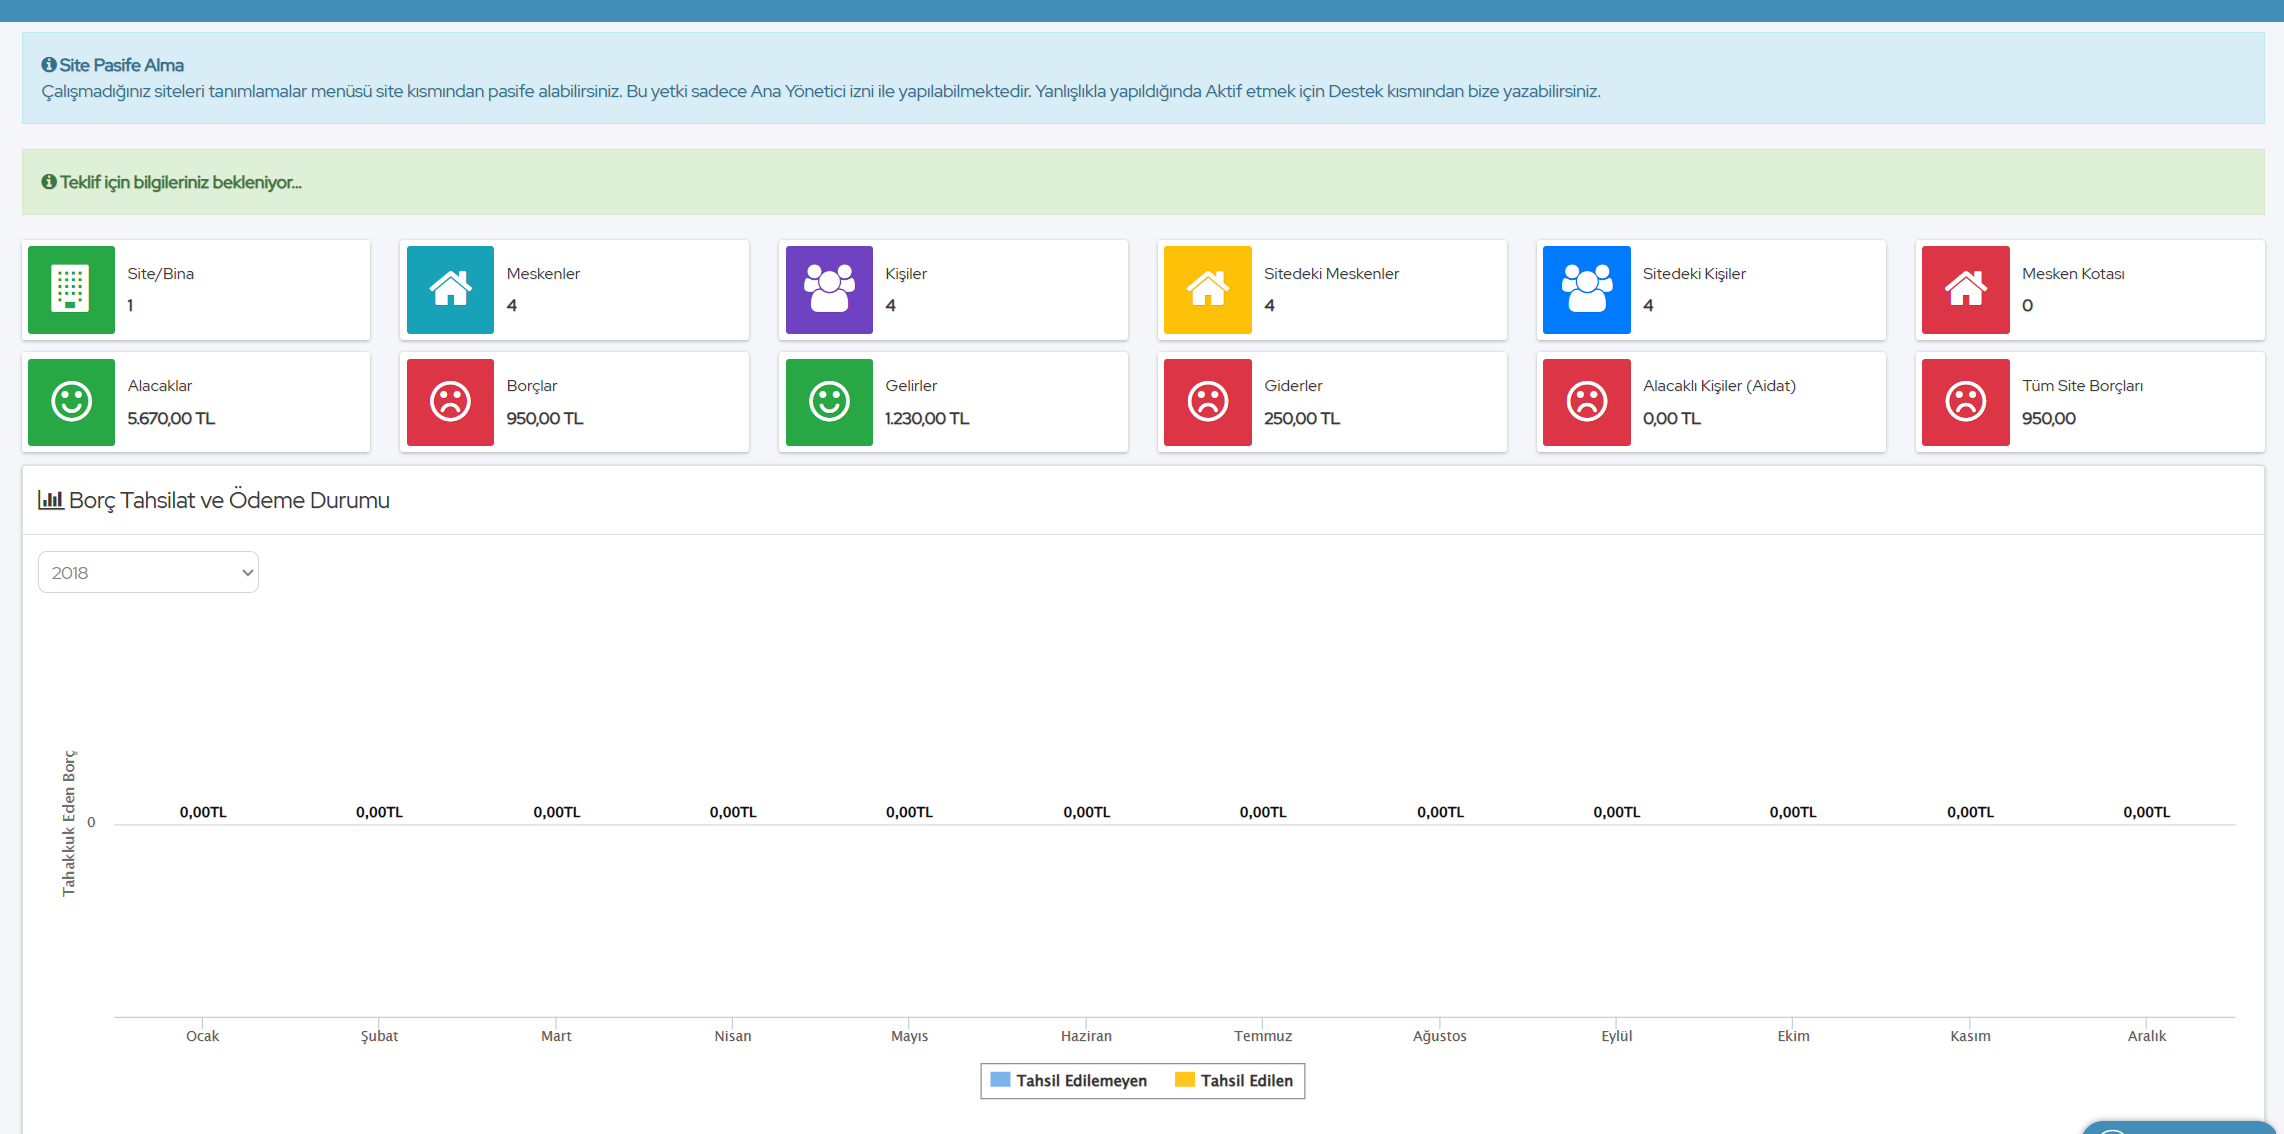 Site Pasife Alma
Çalışmadığınız siteleri tanımlamalar menüsü site kısmından pasife alabilirsiniz. Bu yetki sadece Ana Yönetici izni ile yapılabilmektedir. Yanlışlıkla yapıldığında Aktif etmek için Destek kısmından bize yazabilirsiniz.
Teklif için bilgileriniz bekleniyor...
Site/Bina
1
Meskenler
4
Kişiler
4
Sitedeki Meskenler
4
Sitedeki Kişiler
4
Mesken Kotası
0
Alacaklar
5.670,00 TL
Borçlar
950,00 TL
Gelirler
1.230,00 TL
Giderler
250,00 TL
Alacaklı Kişiler (Aidat)
0,00 TL
Tüm Site Borçları
950,00
Borç Tahsilat ve Ödeme Durumu
2018
Tahakkuk Eden Borç
0
0,00TL 0,00TL 0,00TL 0,00TL 0,00TL 0,00TL 0,00TL 0,00TL 0,00TL 0,00TL 0,00TL 0,00TL
Ocak Şubat Mart Nisan Mayıs Haziran Temmuz Ağustos Eylül Ekim Kasım Aralık
Tahsil Edilemeyen Tahsil Edilen